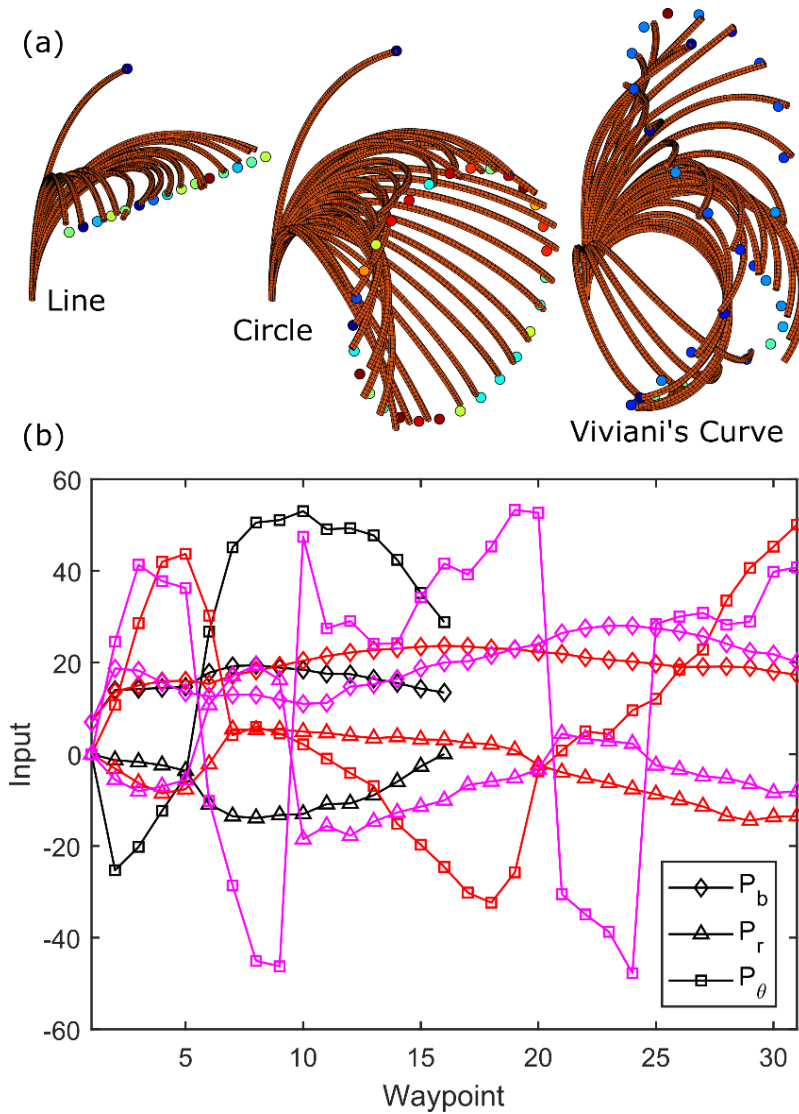 (a)
Line
Circle
Viviani's Curve
(b)
60
40
20
0
-20
-40
-60
Input
5
10
15
20
25
30
Waypoint
P_b
P_r
P_θ